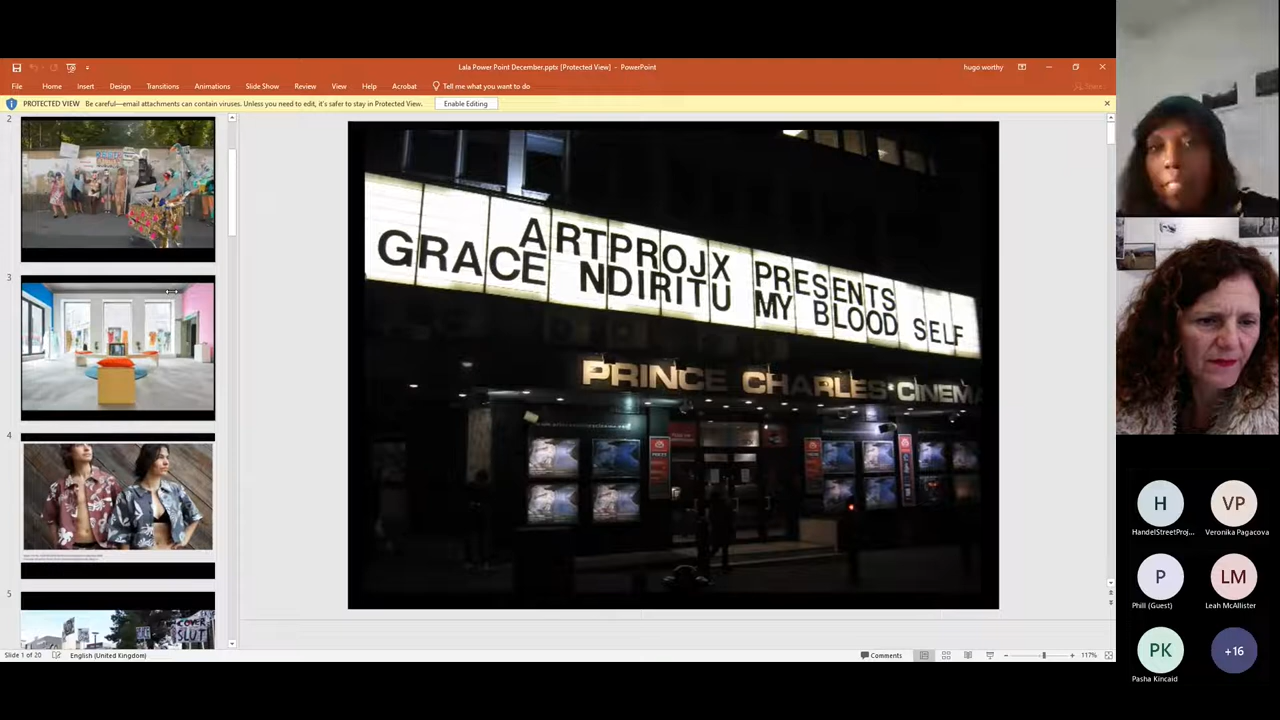 Lala Power Point December.pptx [Protected View] - PowerPoint
hugo worthy
File Home Insert Design Transitions Animations Slide Show Review View Help Acrobat Tell me what you want to do
Share
PROTECTED VIEW Be careful—email attachments can contain viruses. Unless you need to edit, it's safer to stay in Protected View. Enable Editing
2
3
4
5
COVER
SLUT
ARTPROJX PRESENTS
GRACE NDIRITU MY BLOOD SELF
PRINCE CHARLES CINEMA
H
HandelStreetProj...
VP
Veronika Pagacova
P
Phill (Guest)
LM
Leah McAllister
PK
Pasha Kincaid
+16
Slide 1 of 20 English (United Kingdom) Comments 117%